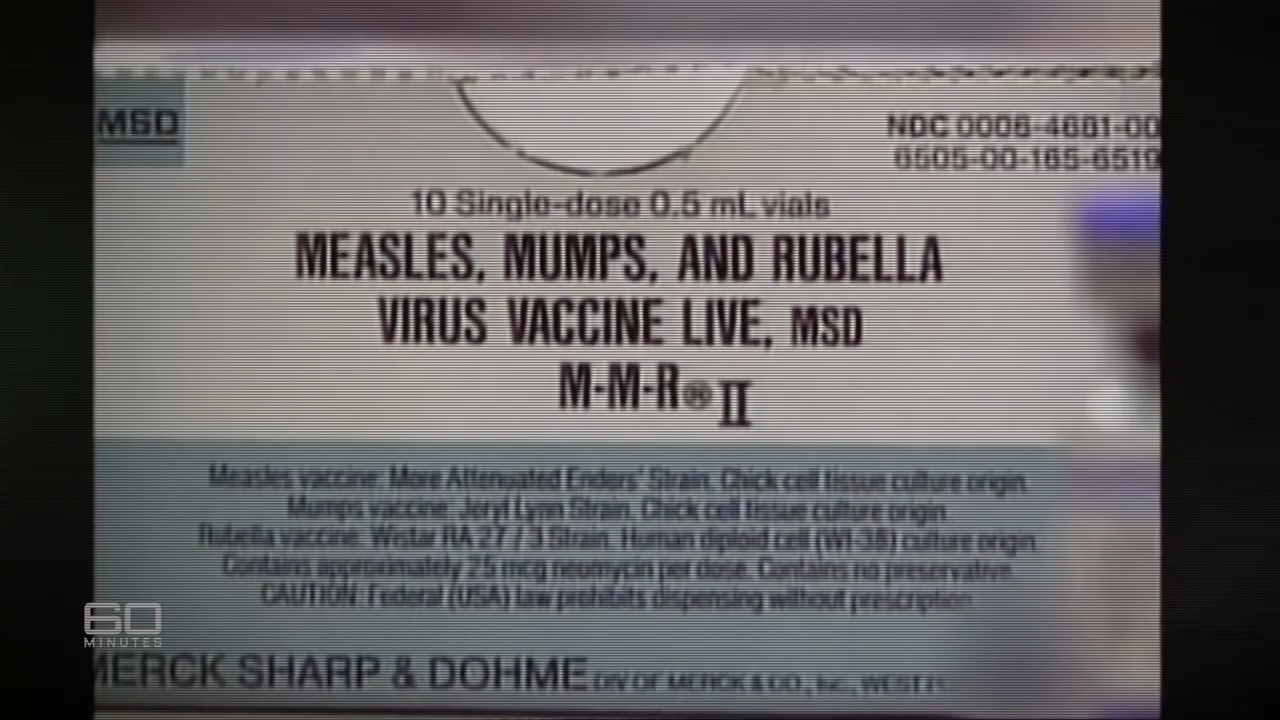 MSD
NDC 0006-4681-00
6505-00-165-6519
10 Single-dose 0.5 mL vials
MEASLES, MUMPS, AND RUBELLA
VIRUS VACCINE LIVE, MSD
M-M-R® II
Measles vaccine: More Attenuated Enders' Strain. Chick cell tissue culture origin.
Mumps vaccine: Jeryl Lynn Strain. Chick cell tissue culture origin.
Rubella vaccine: Wistar RA 27 / 3 Strain. Human diploid cell (WI-38) culture origin.
Contains approximately 25 mcg neomycin per dose. Contains no preservative.
CAUTION: Federal (USA) law prohibits dispensing without prescription.
60
MINUTES
MERCK SHARP & DOHME DIV OF MERCK & CO., INC., WEST